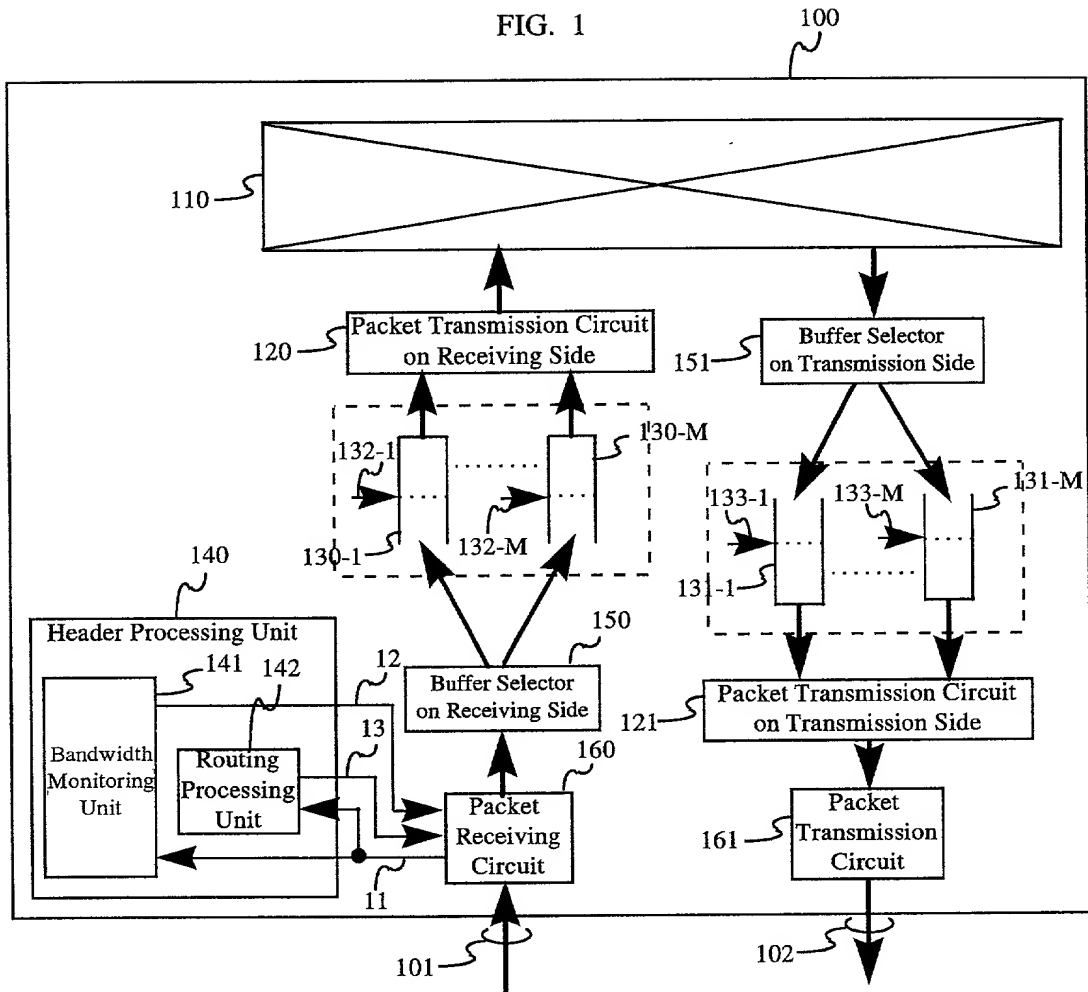 FIG. 1
100
110
Packet Transmission Circuit
on Receiving Side
120
Buffer Selector
on Transmission Side
151
132-1
130-M
130-1
132-M
133-1
133-M
131-M
131-1
140
Header Processing Unit
141
142
12
13
Bandwidth
Monitoring
Unit
Routing
Processing
Unit
11
150
Buffer Selector
on Receiving Side
160
Packet
Receiving
Circuit
101
121
Packet Transmission Circuit
on Transmission Side
161
Packet
Transmission
Circuit
102